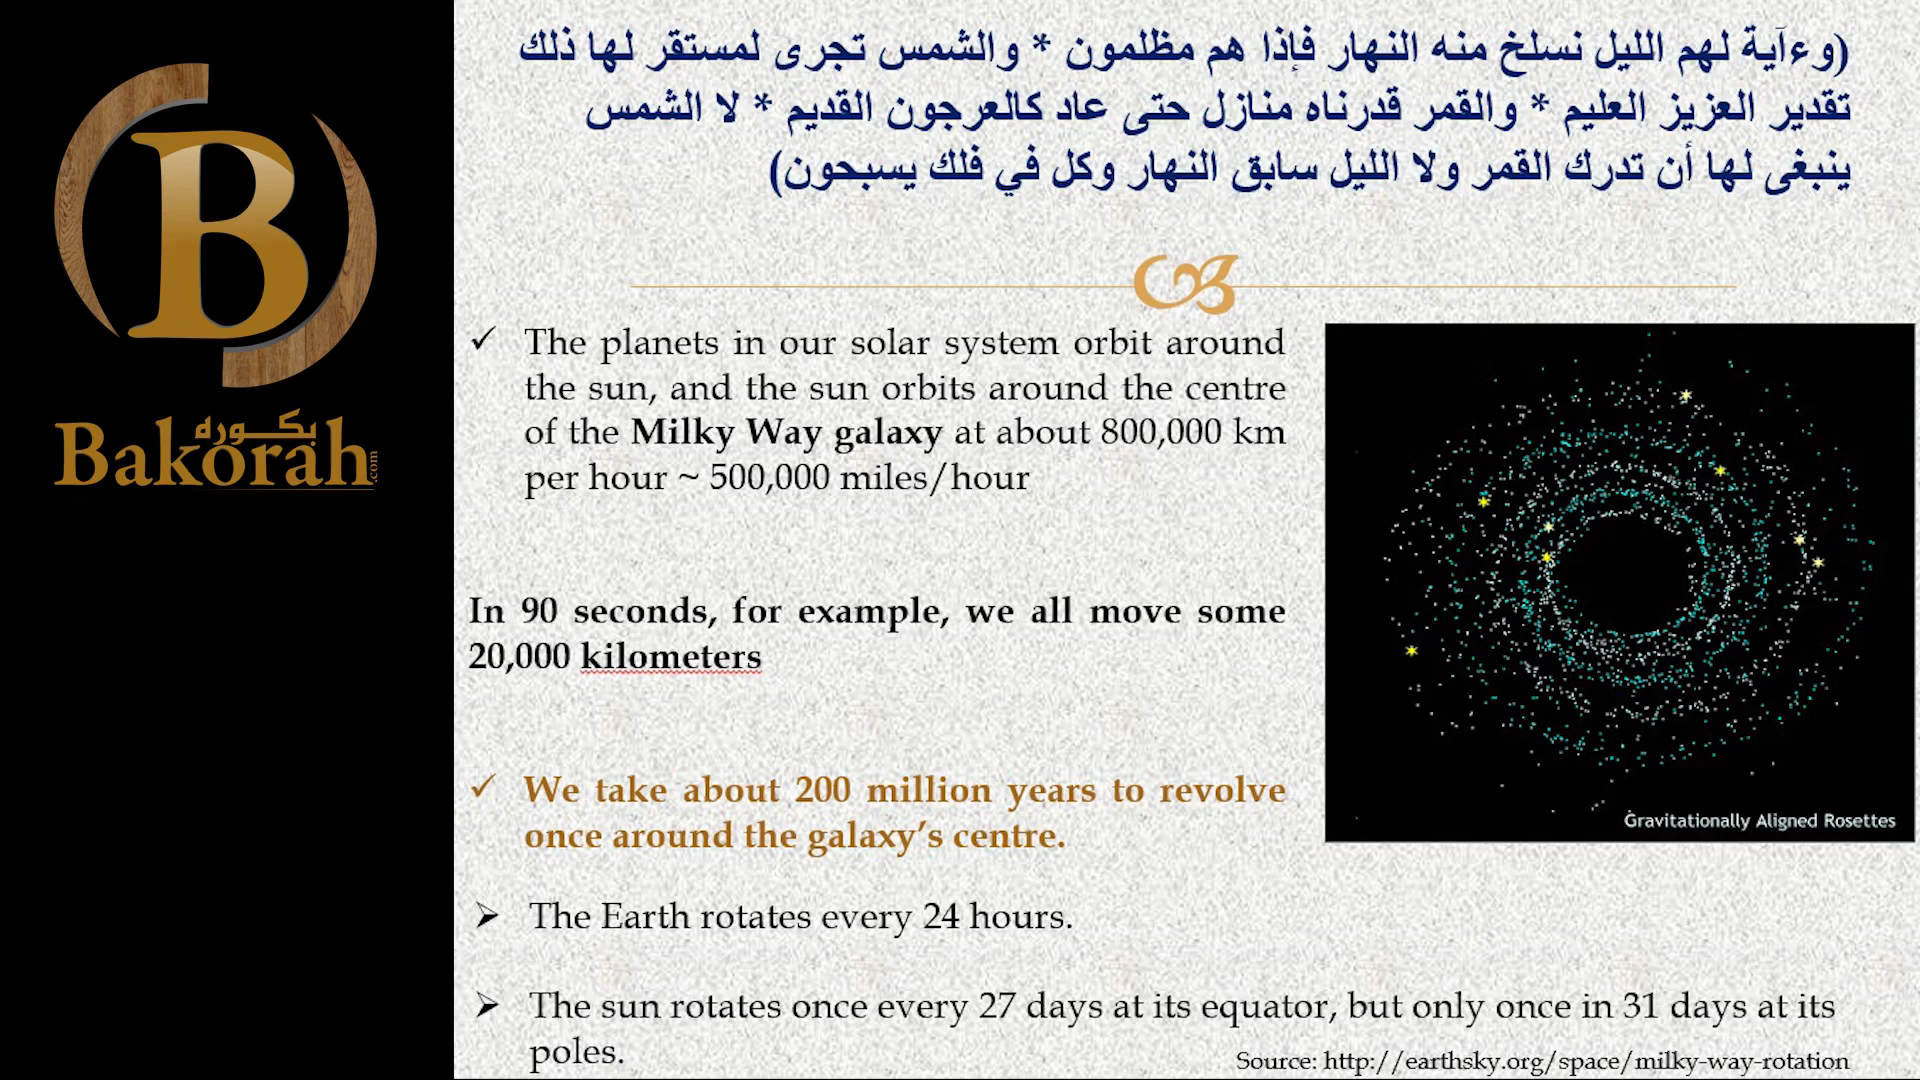 (وءآية لهم الليل نسلخ منه النهار فإذا هم مظلمون * والشمس تجرى لمستقر لها ذلك
تقدير العزيز العليم * والقمر قدرناه منازل حتى عاد كالعرجون القديم * لا الشمس
ينبغى لها أن تدرك القمر ولا الليل سابق النهار وكل في فلك يسبحون)
B
بكوره
Bakorah.com
✓ The planets in our solar system orbit around
the sun, and the sun orbits around the centre
of the Milky Way galaxy at about 800,000 km
per hour ~ 500,000 miles/hour
In 90 seconds, for example, we all move some
20,000 kilometers
✓ We take about 200 million years to revolve
once around the galaxy’s centre.
Gravitationally Aligned Rosettes
➢ The Earth rotates every 24 hours.
➢ The sun rotates once every 27 days at its equator, but only once in 31 days at its
poles.
Source: http://earthsky.org/space/milky-way-rotation